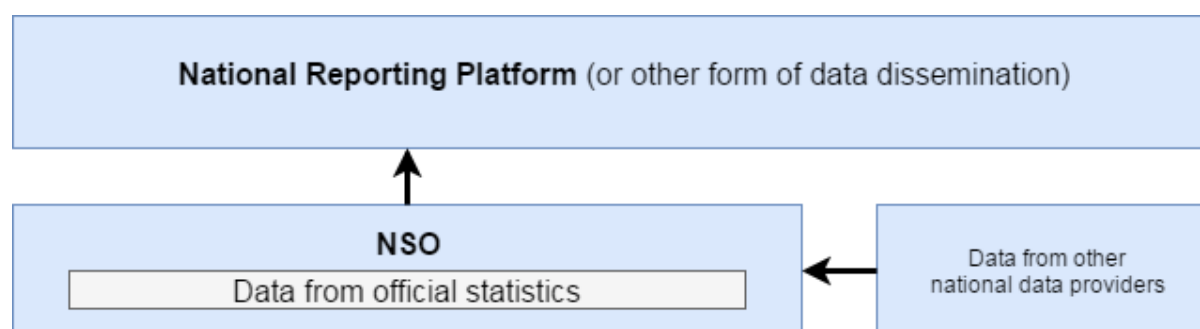 National Reporting Platform (or other form of data dissemination)
NSO
Data from official statistics
Data from other
national data providers